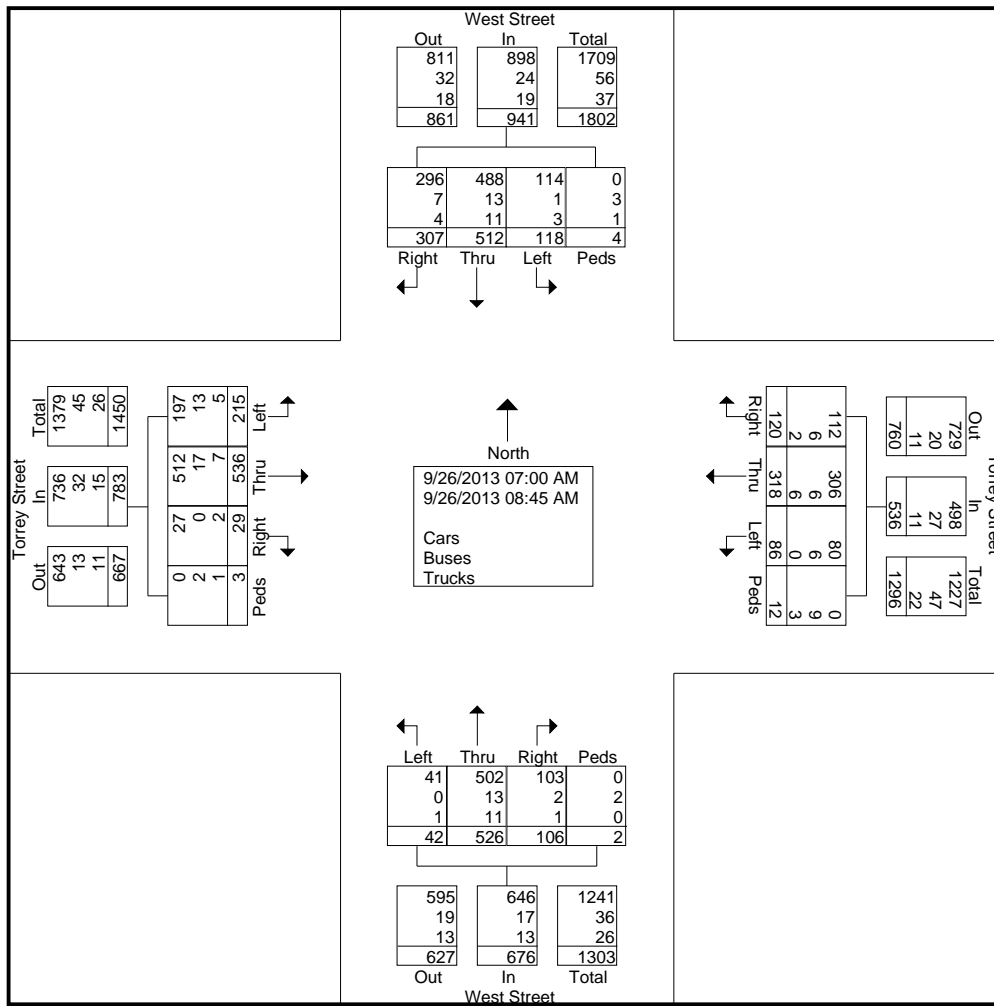 West Street
Out In Total
811 898 1709
32 24 56
18 19 37
861 941 1802
296 488 114 0
7 13 1 3
4 11 3 1
307 512 118 4
Right Thru Left Peds
Torrey Street
Total In Out
1379 736 643
45 32 13
26 15 11
1450 783 667
197 512 27 0
13 17 0 2
5 7 2 1
215 536 29 3
Left Thru Right Peds
North
9/26/2013 07:00 AM
9/26/2013 08:45 AM
Cars
Buses
Trucks
Right Thru Left Peds
120 318 86 12
2 6 0 3
6 6 6 9
112 306 80 0
760 536 1296
11 11 22
20 27 47
729 498 1227
Out In Total
Torrey Street
Left Thru Right Peds
41 502 103 0
0 13 2 2
1 11 1 0
42 526 106 2
595 646 1241
19 17 36
13 13 26
627 676 1303
Out In Total
West Street